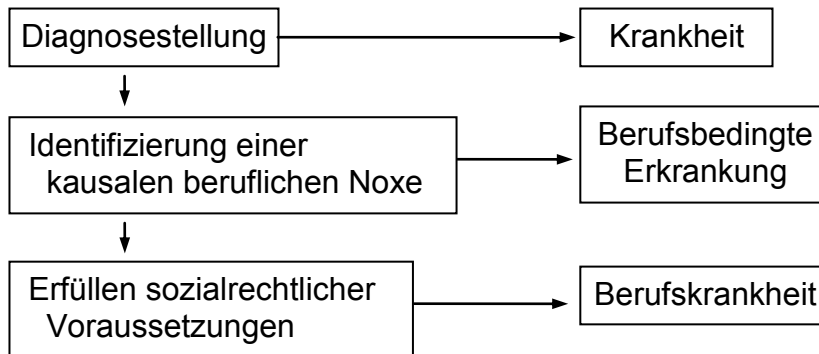 Diagnosestellung
Krankheit
Identifizierung einer
kausalen beruflichen Noxe
Berufsbedingte
Erkrankung
Erfüllen sozialrechtlicher
Voraussetzungen
Berufskrankheit